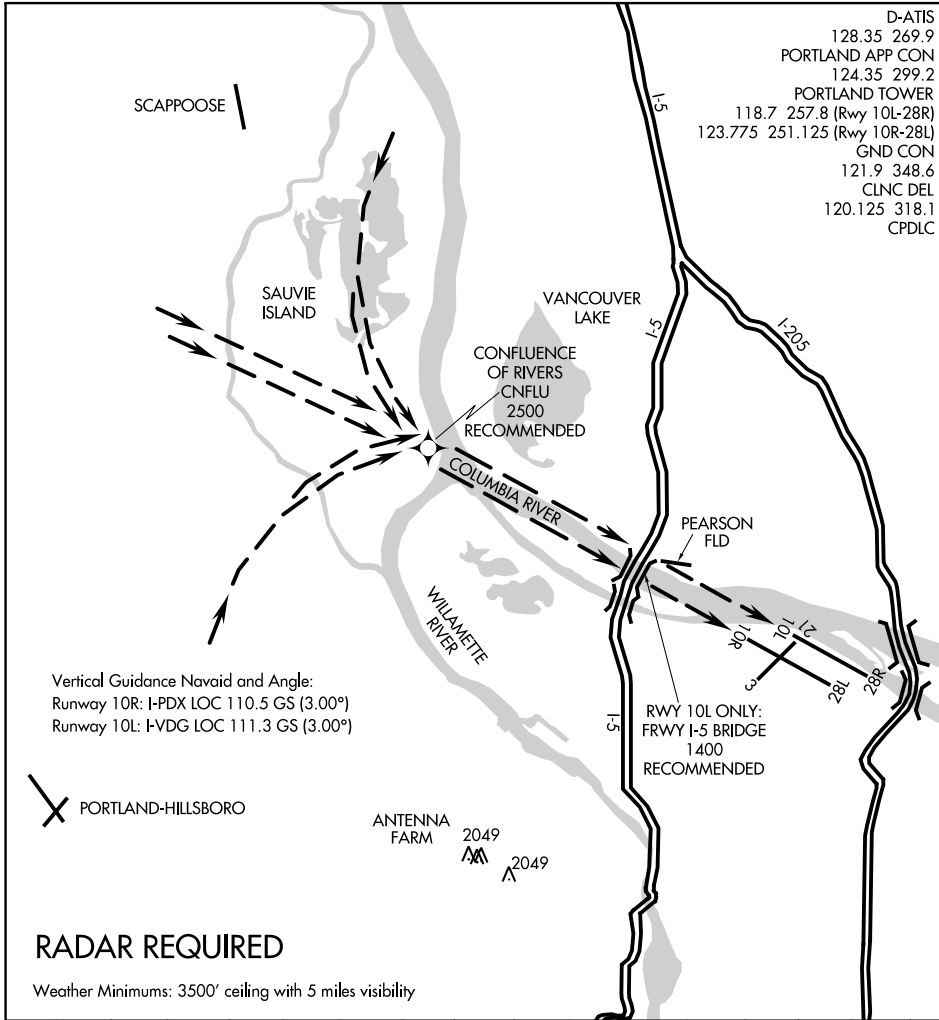 D-ATIS
128.35 269.9
PORTLAND APP CON
124.35 299.2
PORTLAND TOWER
118.7 257.8 (Rwy 10L-28R)
123.775 251.125 (Rwy 10R-28L)
GND CON
121.9 348.6
CLNC DEL
120.125 318.1
CPDLC
I-5
SCAPPOOSE
SAUVIE
ISLAND
VANCOUVER
LAKE
I-5
I-205
CONFLUENCE
OF RIVERS
CNFLU
2500
RECOMMENDED
COLUMBIA RIVER
PEARSON
FLD
WILLAMETTE
RIVER
10R
10L
21
3
28L
28R
Vertical Guidance Navaid and Angle:
Runway 10R: I-PDX LOC 110.5 GS (3.00°)
Runway 10L: I-VDG LOC 111.3 GS (3.00°)
I-5
RWY 10L ONLY:
FRWY I-5 BRIDGE
1400
RECOMMENDED
PORTLAND-HILLSBORO
ANTENNA
FARM
2049
2049
RADAR REQUIRED
Weather Minimums: 3500' ceiling with 5 miles visibility